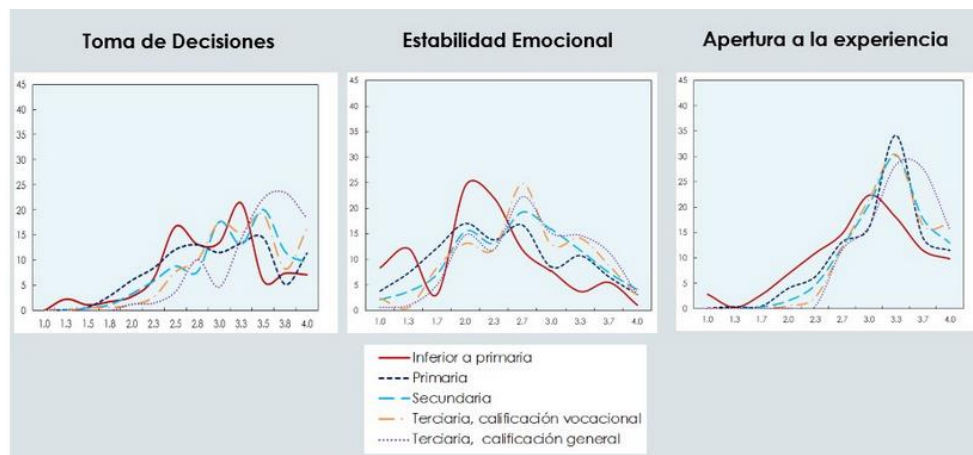 Toma de Decisiones
Estabilidad Emocional
Apertura a la experiencia
45
40
35
30
25
20
15
10
5
0
1.0 1.3 1.5 1.8 2.0 2.3 2.5 2.8 3.0 3.3 3.5 3.8 4.0
45
40
35
30
25
20
15
10
5
0
1.0 1.3 1.7 2.0 2.3 2.7 3.0 3.3 3.7 4.0
45
40
35
30
25
20
15
10
5
0
1.0 1.3 1.7 2.0 2.3 2.7 3.0 3.3 3.7 4.0
Inferior a primaria
Primaria
Secundaria
Terciaria, calificación vocacional
Terciaria, calificación general